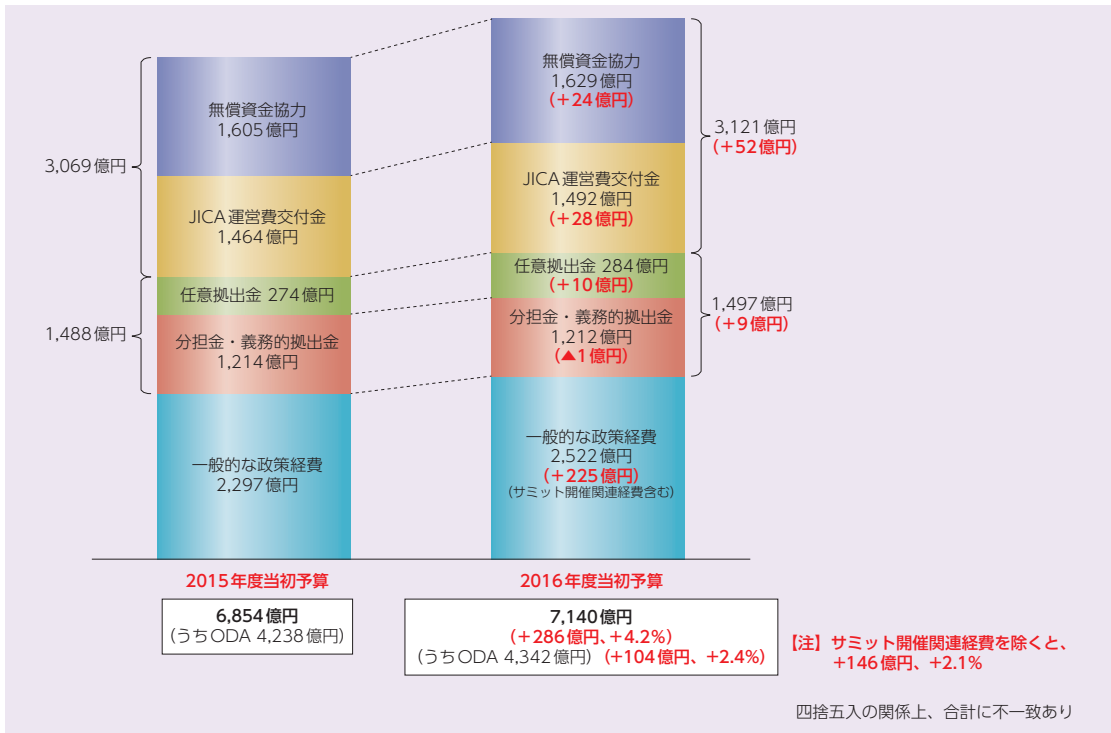 無償資金協力
1,605億円
JICA運営費交付金
1,464億円
任意拠出金 274億円
分担金・義務的拠出金
1,214億円
一般的な政策経費
2,297億円
3,069億円
1,488億円
2015年度当初予算
6,854億円
(うちODA 4,238億円)
無償資金協力
1,629億円
(+24億円)
JICA運営費交付金
1,492億円
(+28億円)
任意拠出金 284億円
(+10億円)
分担金・義務的拠出金
1,212億円
(▲1億円)
一般的な政策経費
2,522億円
(+225億円)
(サミット開催関連経費含む)
3,121億円
(+52億円)
1,497億円
(+9億円)
2016年度当初予算
7,140億円
(+286億円、+4.2%)
(うちODA 4,342億円) (+104億円、+2.4%)
【注】サミット開催関連経費を除くと、
+146億円、+2.1%
四捨五入の関係上、合計に不一致あり